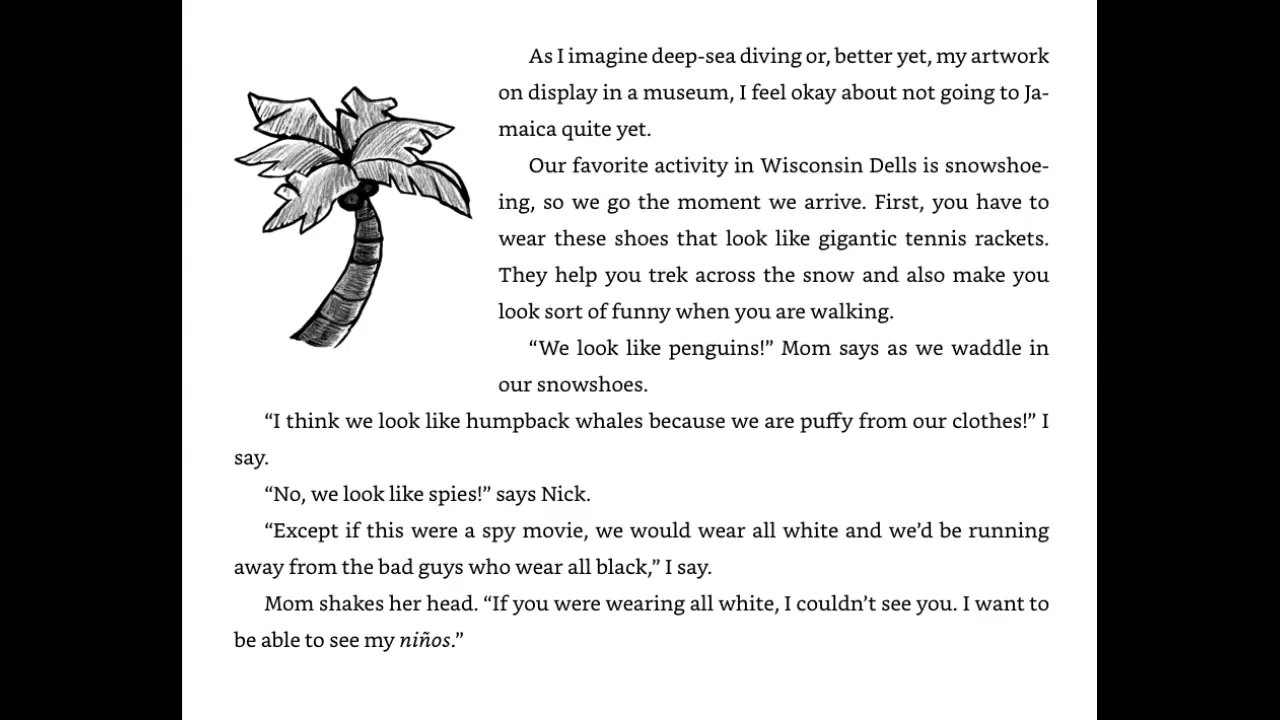 As I imagine deep-sea diving or, better yet, my artwork
on display in a museum, I feel okay about not going to Ja-
maica quite yet.
Our favorite activity in Wisconsin Dells is snowshoe-
ing, so we go the moment we arrive. First, you have to
wear these shoes that look like gigantic tennis rackets.
They help you trek across the snow and also make you
look sort of funny when you are walking.
“We look like penguins!” Mom says as we waddle in
our snowshoes.
“I think we look like humpback whales because we are puffy from our clothes!” I
say.
“No, we look like spies!” says Nick.
“Except if this were a spy movie, we would wear all white and we’d be running
away from the bad guys who wear all black,” I say.
Mom shakes her head. “If you were wearing all white, I couldn’t see you. I want to
be able to see my niños.”